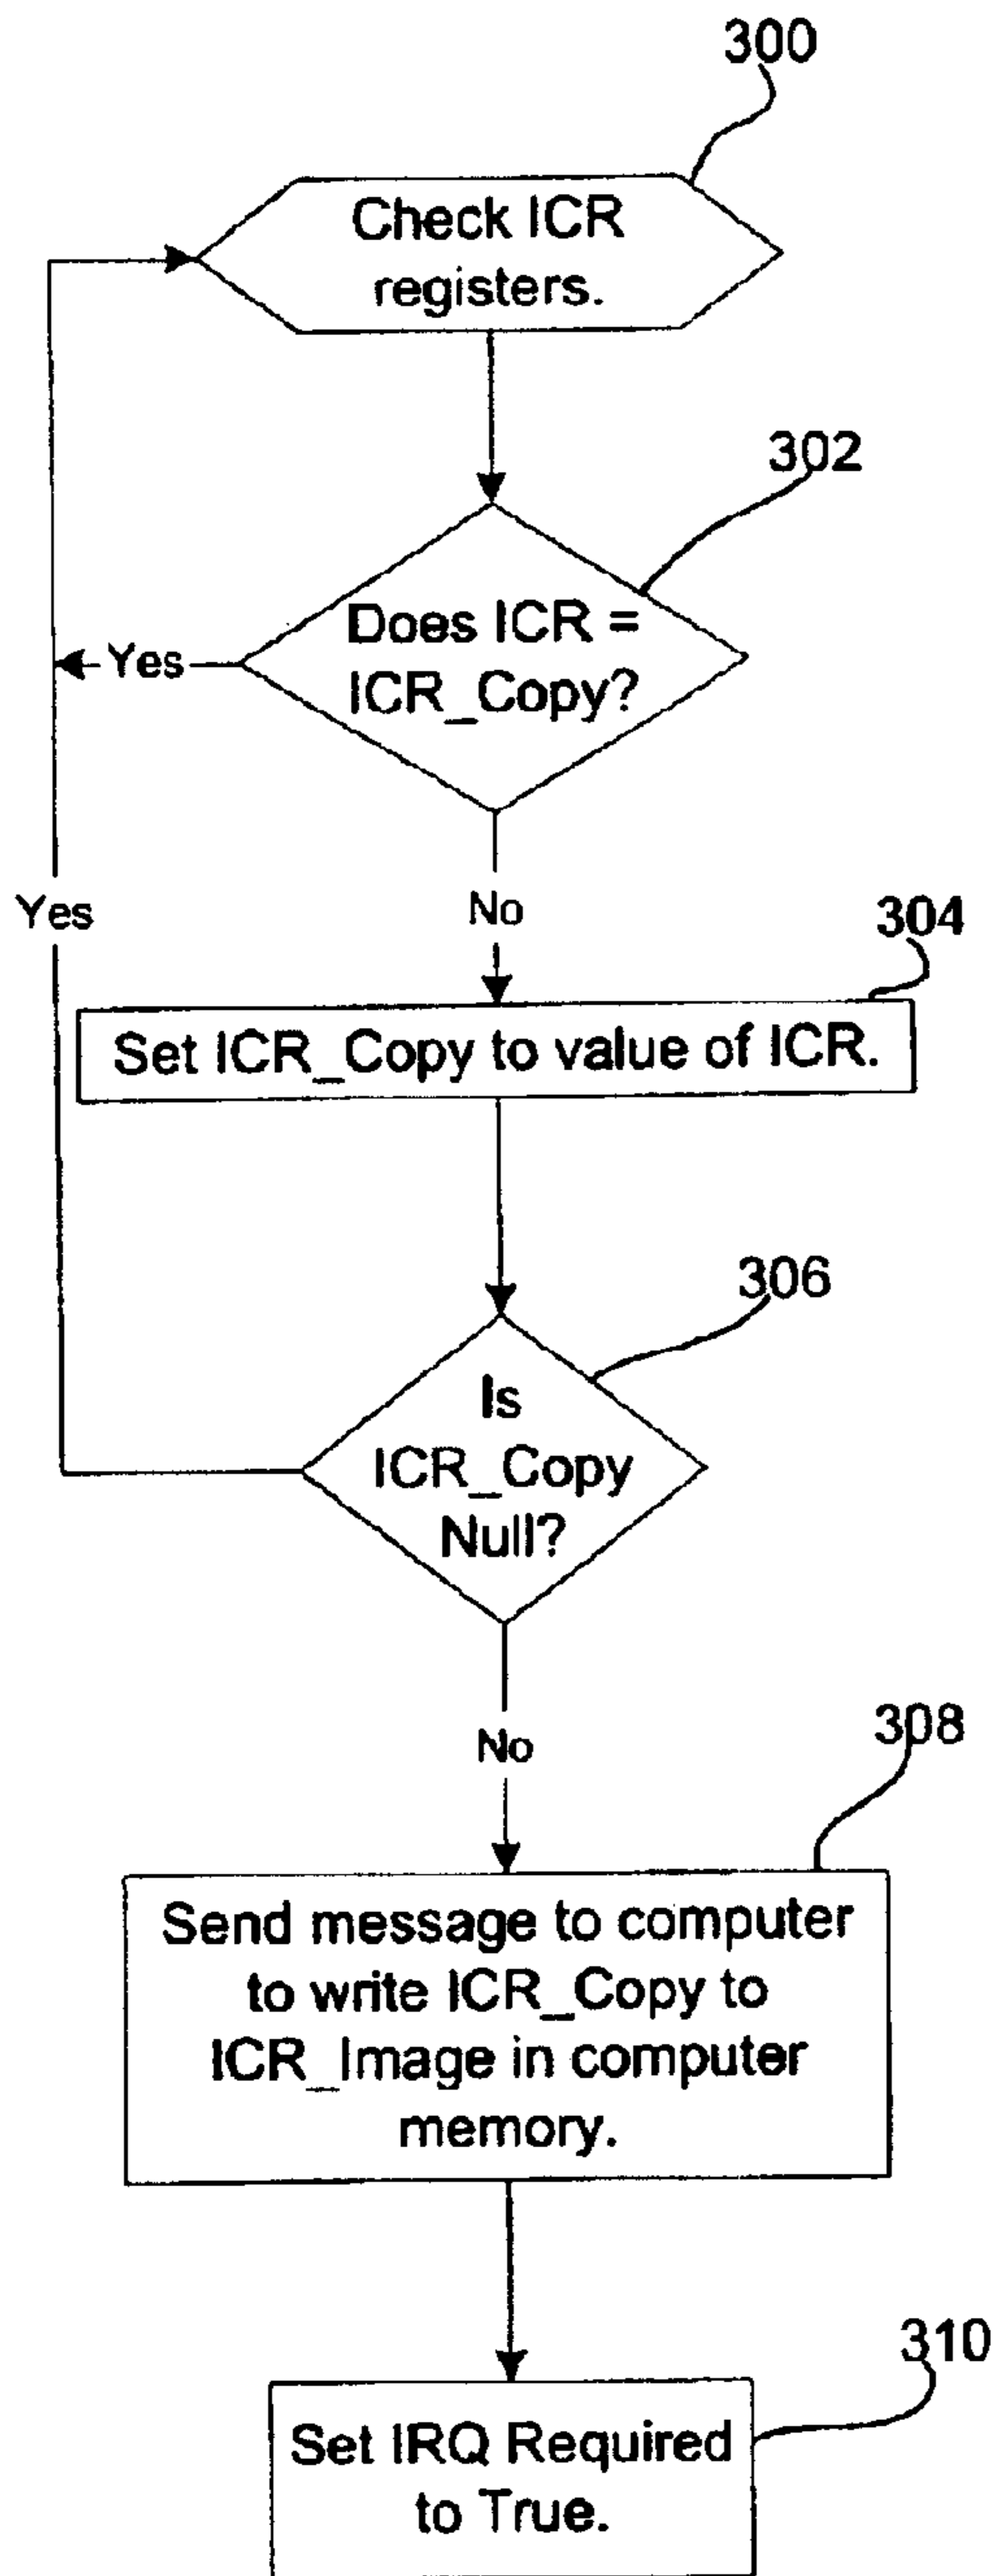 300
Check ICR
registers.
302
Does ICR =
ICR_Copy?
Yes
No
Yes
304
Set ICR_Copy to value of ICR.
306
Is
ICR_Copy
Null?
No
308
Send message to computer
to write ICR_Copy to
ICR_Image in computer
memory.
310
Set IRQ Required
to True.